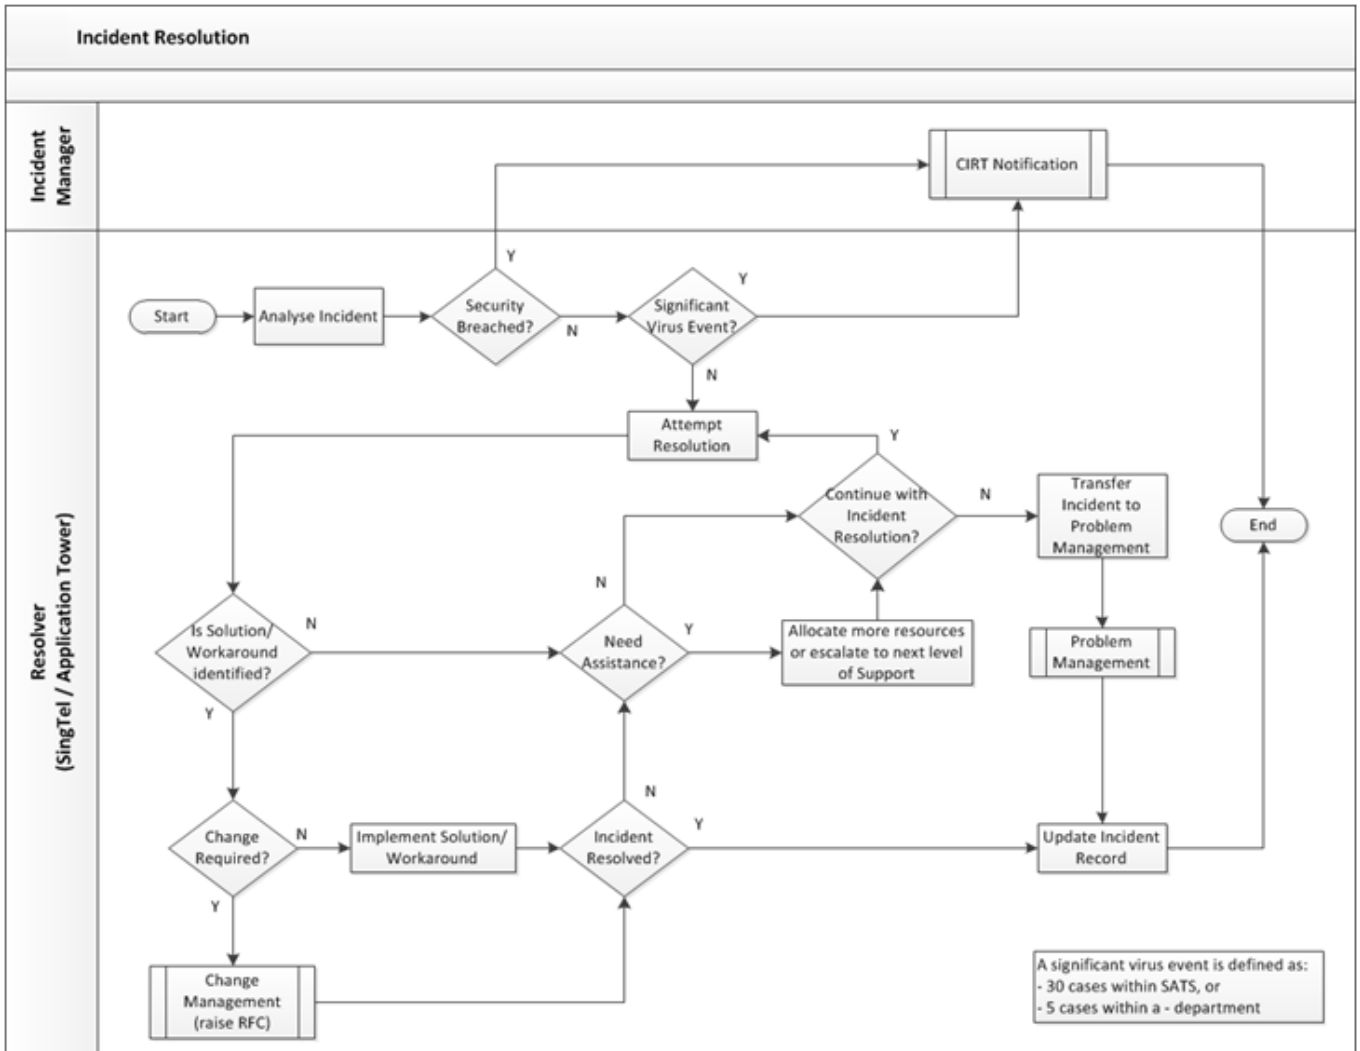 Incident Resolution
Incident
Manager
CIRT Notification
Y
Y
Start
Analyse Incident
Security
Breached?
N
Significant
Virus Event?
N
Attempt
Resolution
Y
Continue with
Incident
Resolution?
N
Transfer
Incident to
Problem
Management
End
Resolver
(SingTel / Application Tower)
Is Solution/
Workaround
identified?
N
N
Need
Assistance?
Y
Allocate more resources
or escalate to next level
of Support
Problem
Management
Y
Change
Required?
N
Implement Solution/
Workaround
N
Incident
Resolved?
Y
Update Incident
Record
Y
Change
Management
(raise RFC)
A significant virus event is defined as:
- 30 cases within SATS, or
- 5 cases within a - department